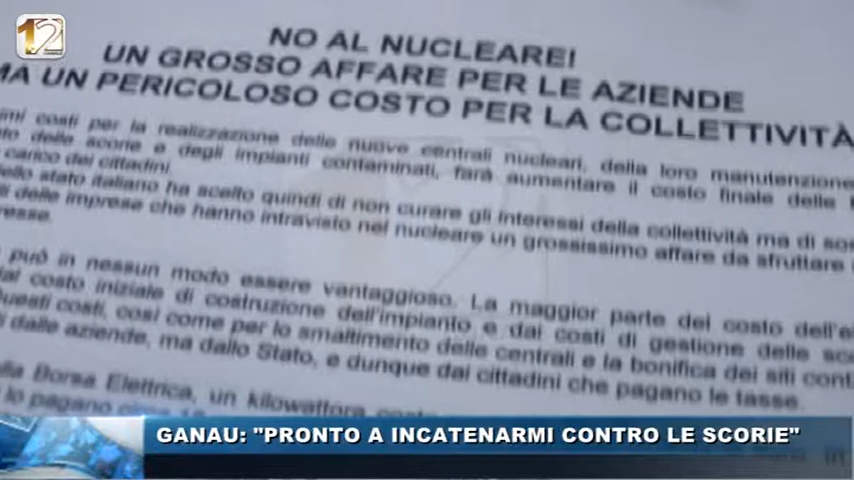 12
NO AL NUCLEARE!
UN GROSSO AFFARE PER LE AZIENDE
MA UN PERICOLOSO COSTO PER LA COLLETTIVITÀ
costi per la realizzazione delle nuove centrali nucleari, della loro manutenzione
delle scorie e degli impianti contaminati, farà aumentare il costo finale delle
carico dei cittadini.
stato italiano ha scelto quindi di non curare gli interessi della collettività ma di
delle imprese che hanno intravisto nel nucleare un grossissimo affare da sfruttare
può in nessun modo essere vantaggioso. La maggior parte dei costo dell'e
dal costo iniziale di costruzione dell'impianto e dai costi di gestione delle
Questi costi, così come per lo smaltimento delle centrali e la bonifica dei siti
dalle aziende, ma dallo Stato, e dunque dai cittadini che pagano le tasse.
Borsa Elettrica, un kilowattora
lo pagano
GANAU: "PRONTO A INCATENARMI CONTRO LE SCORIE"